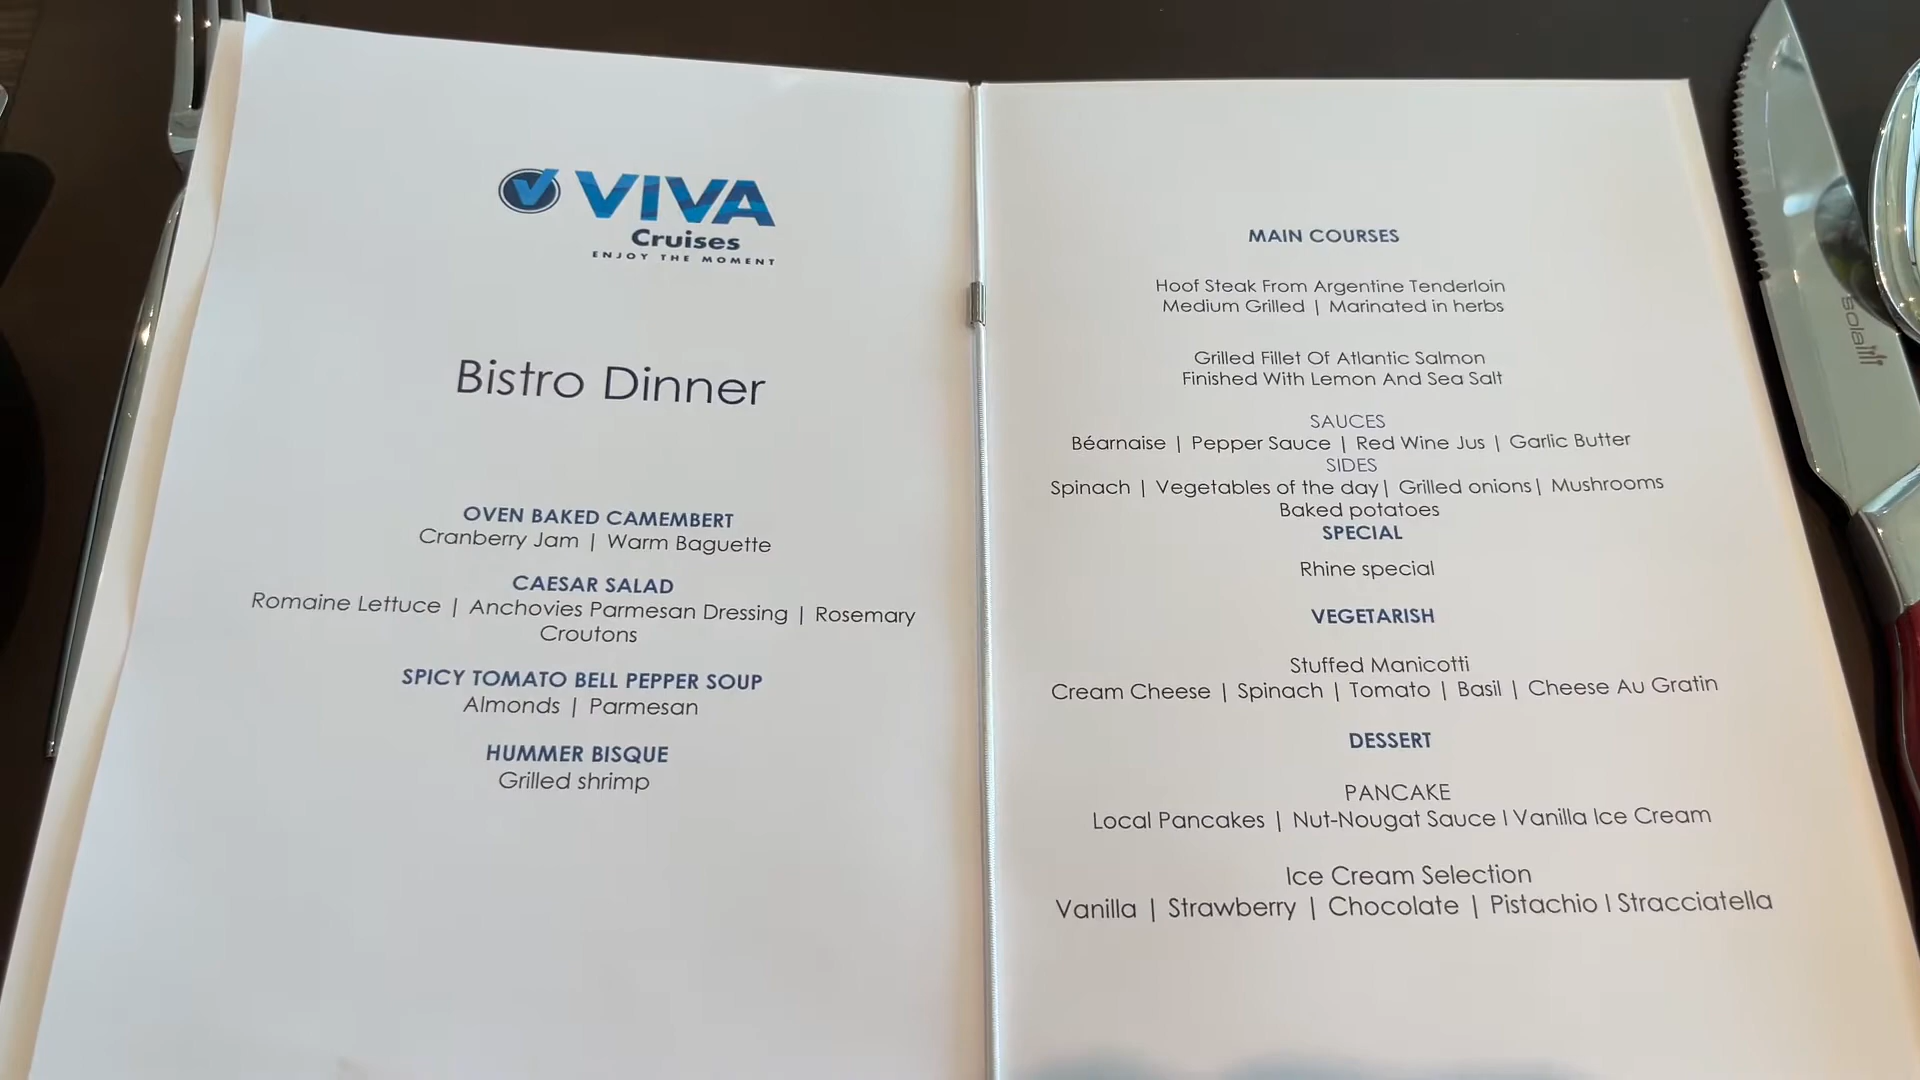 VIVA
Cruises
ENJOY THE MOMENT
Bistro Dinner
OVEN BAKED CAMEMBERT
Cranberry Jam | Warm Baguette
CAESAR SALAD
Romaine Lettuce | Anchovies Parmesan Dressing | Rosemary
Croutons
SPICY TOMATO BELL PEPPER SOUP
Almonds | Parmesan
HUMMER BISQUE
Grilled shrimp
MAIN COURSES
Hoof Steak From Argentine Tenderloin
Medium Grilled | Marinated in herbs
Grilled Fillet Of Atlantic Salmon
Finished With Lemon And Sea Salt
SAUCES
Béarnaise | Pepper Sauce | Red Wine Jus | Garlic Butter
SIDES
Spinach | Vegetables of the day| Grilled onions| Mushrooms
Baked potatoes
SPECIAL
Rhine special
VEGETARISH
Stuffed Manicotti
Cream Cheese | Spinach | Tomato | Basil | Cheese Au Gratin
DESSERT
PANCAKE
Local Pancakes | Nut-Nougat Sauce I Vanilla Ice Cream
Ice Cream Selection
Vanilla | Strawberry | Chocolate | Pistachio I Stracciatella
sola